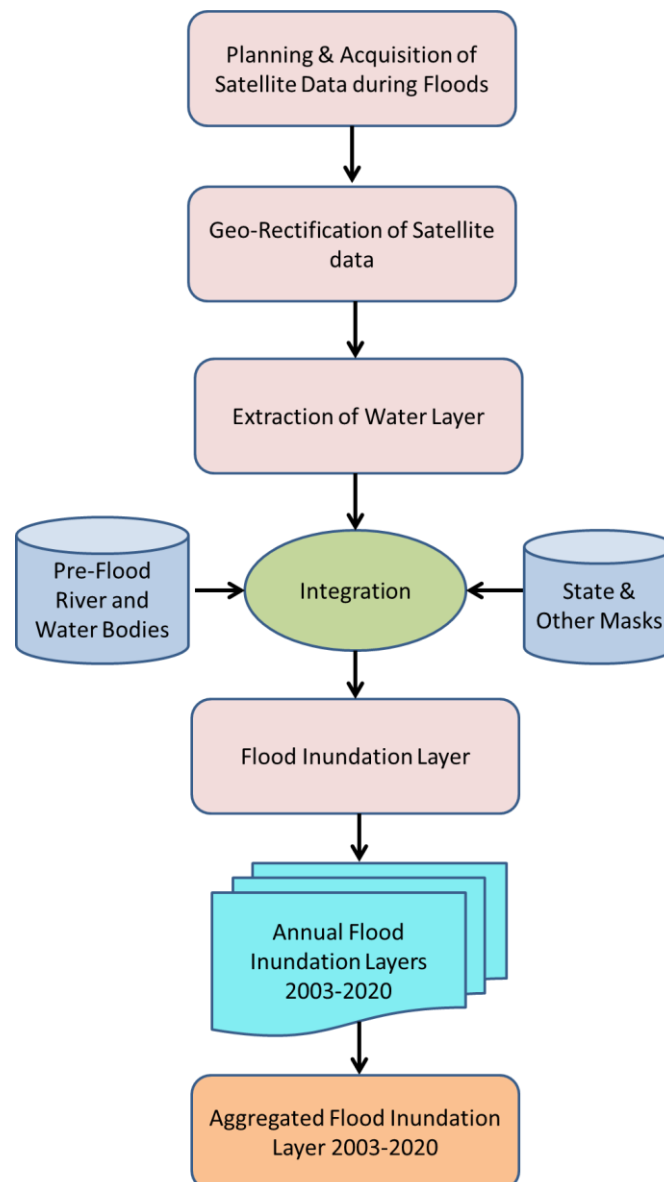 Planning & Acquisition of
Satellite Data during Floods
Geo-Rectification of Satellite
data
Extraction of Water Layer
Pre-Flood
River and
Water Bodies
Integration
State &
Other Masks
Flood Inundation Layer
Annual Flood
Inundation Layers
2003-2020
Aggregated Flood Inundation
Layer 2003-2020